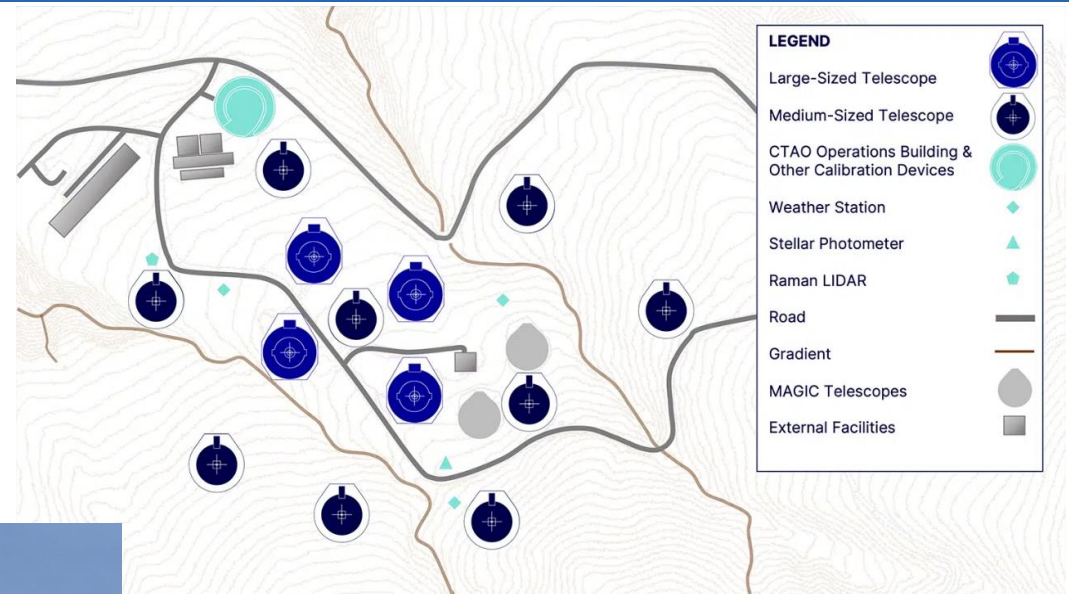 LEGEND
Large-Sized Telescope
Medium-Sized Telescope
CTAO Operations Building &
Other Calibration Devices
Weather Station
Stellar Photometer
Raman LIDAR
Road
Gradient
MAGIC Telescopes
External Facilities